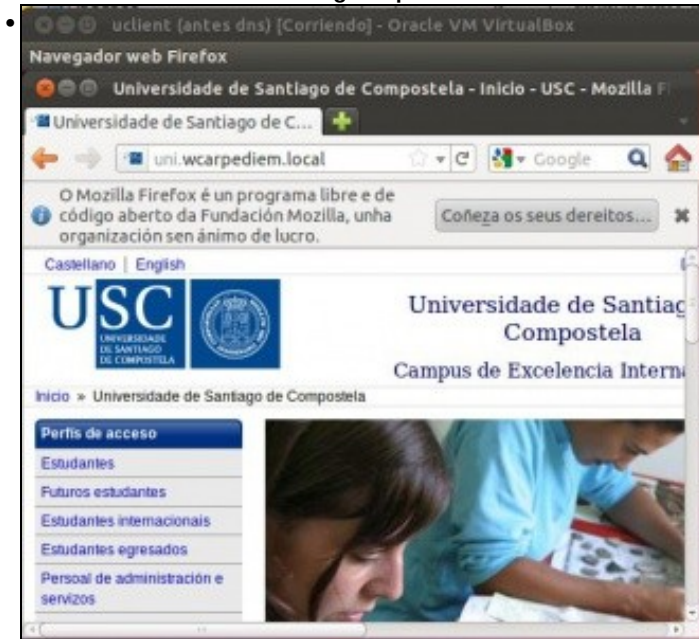 uclient (antes dns) [Corriendo] - Oracle VM VirtualBox
Navegador web Firefox
Universidade de Santiago de Compostela - Inicio - USC - Mozilla F
Universidade de Santiago de C...
uni.wcarpediem.local
Google
O Mozilla Firefox é un programa libre e de
código aberto da Fundación Mozilla, unha
organización sen ánimo de lucro.
Coñeza os seus dereitos...
Castellano | English
USC
UNIVERSIDADE
DE SANTIAGO
DE COMPOSTELA
Universidade de Santiag
Compostela
Campus de Excelencia Interna
Inicio » Universidade de Santiago de Compostela
Perfís de acceso
Estudantes
Futuros estudantes
Estudantes internacionais
Estudantes egresados
Persoal de administración e
servizos